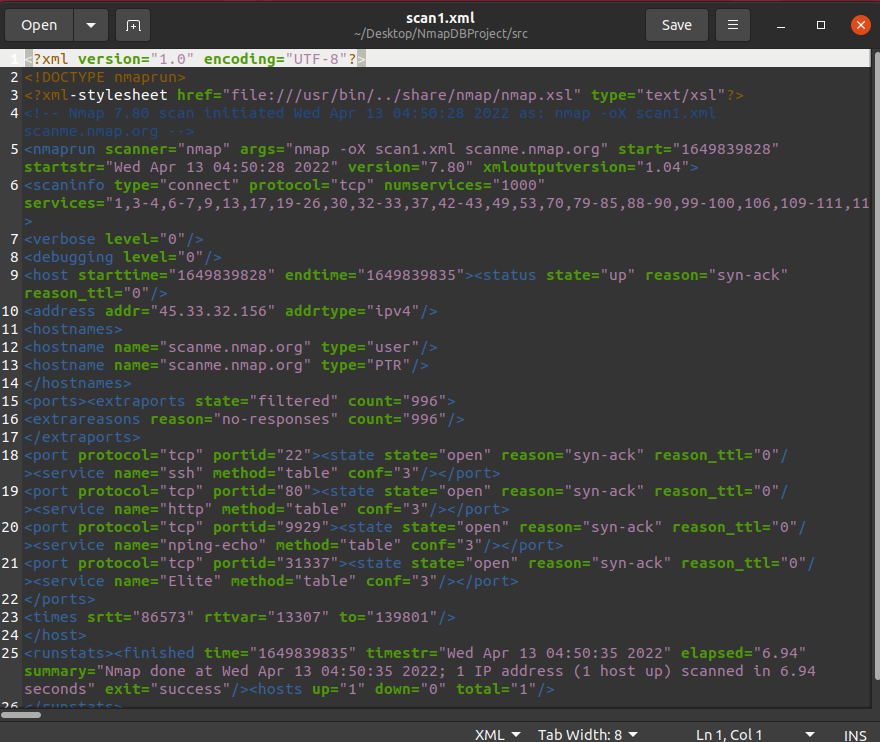 Open
scan1.xml
~/Desktop/NmapDBProject/src
Save
1 <?xml version="1.0" encoding="UTF-8"?>
2 <!DOCTYPE nmaprun>
3 <?xml-stylesheet href="file:///usr/bin/../share/nmap/nmap.xsl" type="text/xsl"?>
4 <!-- Nmap 7.80 scan initiated Wed Apr 13 04:50:28 2022 as: nmap -oX scan1.xml
scanme.nmap.org -->
5 <nmaprun scanner="nmap" args="nmap -oX scan1.xml scanme.nmap.org" start="1649839828"
startstr="Wed Apr 13 04:50:28 2022" version="7.80" xmloutputversion="1.04">
6 <scaninfo type="connect" protocol="tcp" numservices="1000"
services="1,3-4,6-7,9,13,17,19-26,30,32-33,37,42-43,49,53,70,79-85,88-90,99-100,106,109-111,11
>
7 <verbose level="0"/>
8 <debugging level="0"/>
9 <host starttime="1649839828" endtime="1649839835"><status state="up" reason="syn-ack"
reason_ttl="0"/>
10 <address addr="45.33.32.156" addrtype="ipv4"/>
11 <hostnames>
12 <hostname name="scanme.nmap.org" type="user"/>
13 <hostname name="scanme.nmap.org" type="PTR"/>
14 </hostnames>
15 <ports><extraports state="filtered" count="996">
16 <extrareasons reason="no-responses" count="996"/>
17 </extraports>
18 <port protocol="tcp" portid="22"><state state="open" reason="syn-ack" reason_ttl="0"/
><service name="ssh" method="table" conf="3"/></port>
19 <port protocol="tcp" portid="80"><state state="open" reason="syn-ack" reason_ttl="0"/
><service name="http" method="table" conf="3"/></port>
20 <port protocol="tcp" portid="9929"><state state="open" reason="syn-ack" reason_ttl="0"/
><service name="nping-echo" method="table" conf="3"/></port>
21 <port protocol="tcp" portid="31337"><state state="open" reason="syn-ack" reason_ttl="0"/
><service name="Elite" method="table" conf="3"/></port>
22 </ports>
23 <times srtt="86573" rttvar="13307" to="139801"/>
24 </host>
25 <runstats><finished time="1649839835" timestr="Wed Apr 13 04:50:35 2022" elapsed="6.94"
summary="Nmap done at Wed Apr 13 04:50:35 2022; 1 IP address (1 host up) scanned in 6.94
seconds" exit="success"/><hosts up="1" down="0" total="1"/>
26 </runstats>
XML Tab Width: 8 Ln 1, Col 1 INS